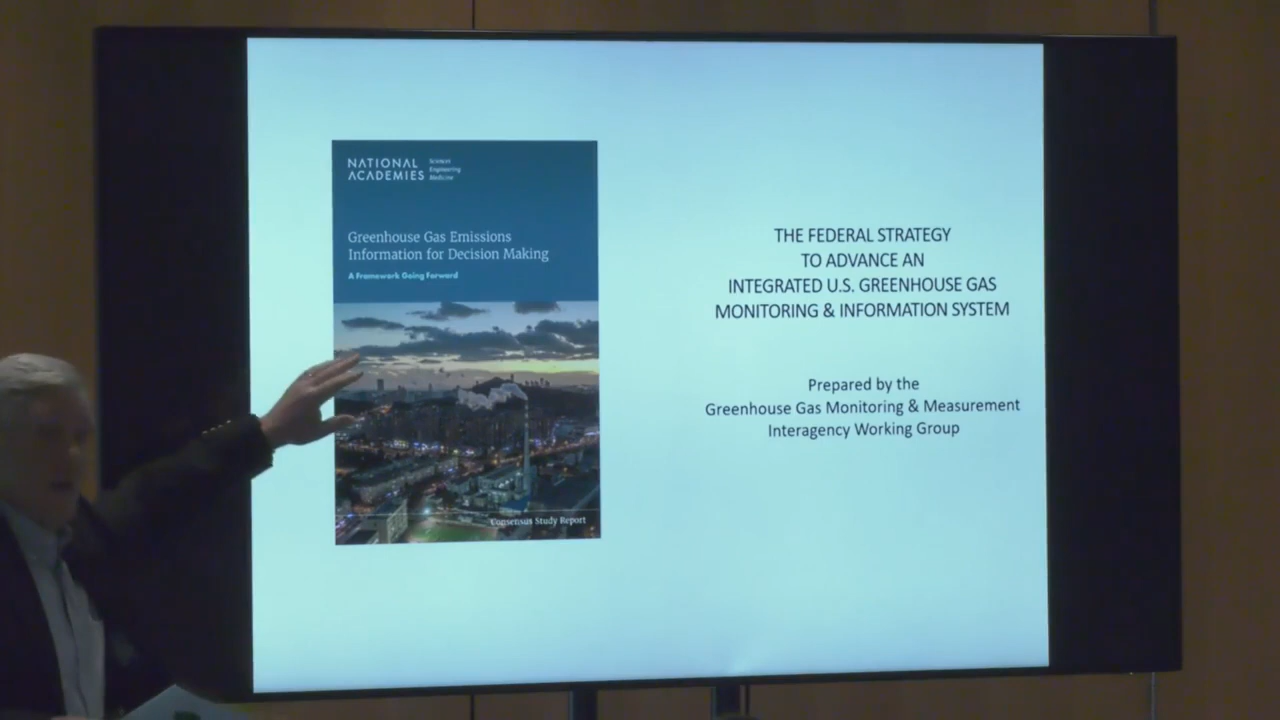 NATIONAL
ACADEMIES
Sciences
Engineering
Medicine
Greenhouse Gas Emissions
Information for Decision Making
A Framework Going Forward
Consensus Study Report
THE FEDERAL STRATEGY
TO ADVANCE AN
INTEGRATED U.S. GREENHOUSE GAS
MONITORING & INFORMATION SYSTEM
Prepared by the
Greenhouse Gas Monitoring & Measurement
Interagency Working Group